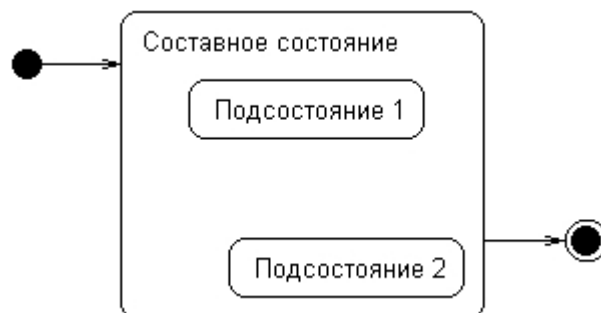 Составное состояние
Подсостояние 1
Подсостояние 2